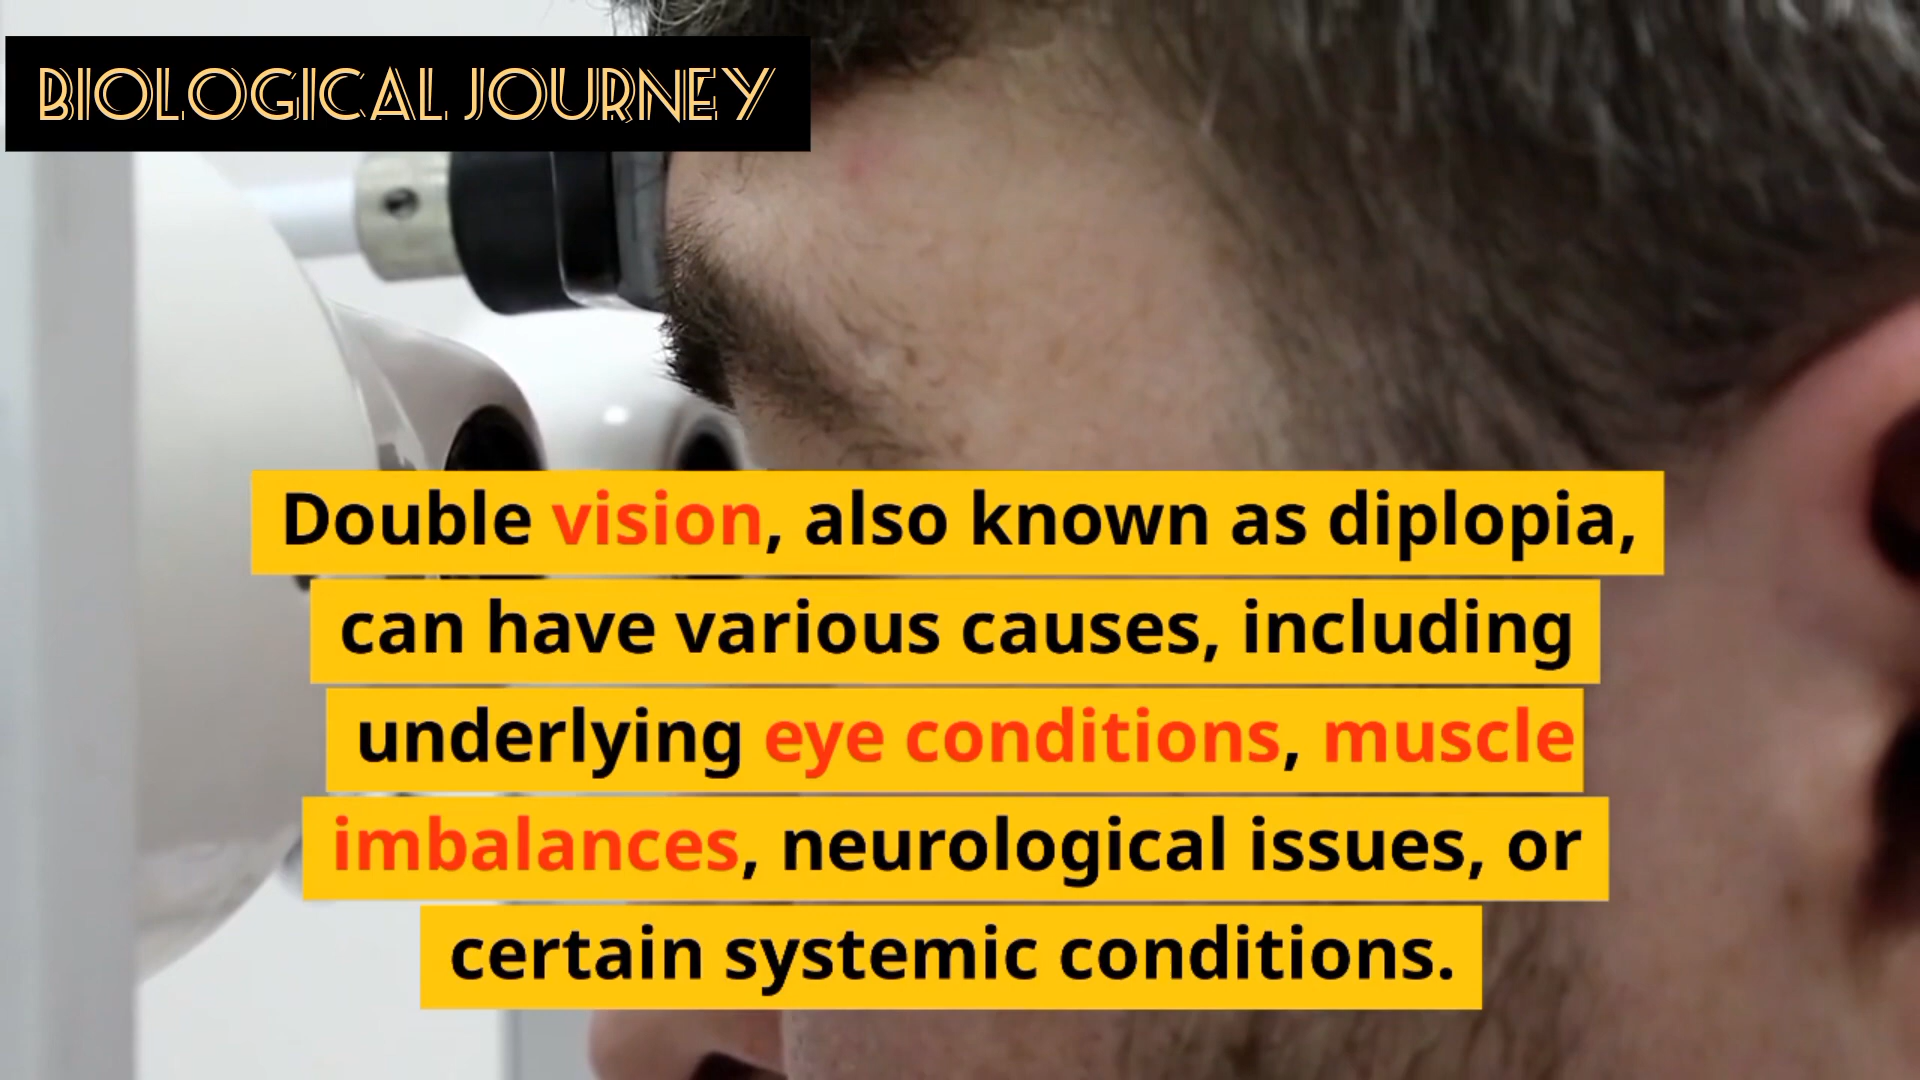 BIOLOGICAL JOURNEY
Double vision, also known as diplopia,
can have various causes, including
underlying eye conditions, muscle
imbalances, neurological issues, or
certain systemic conditions.